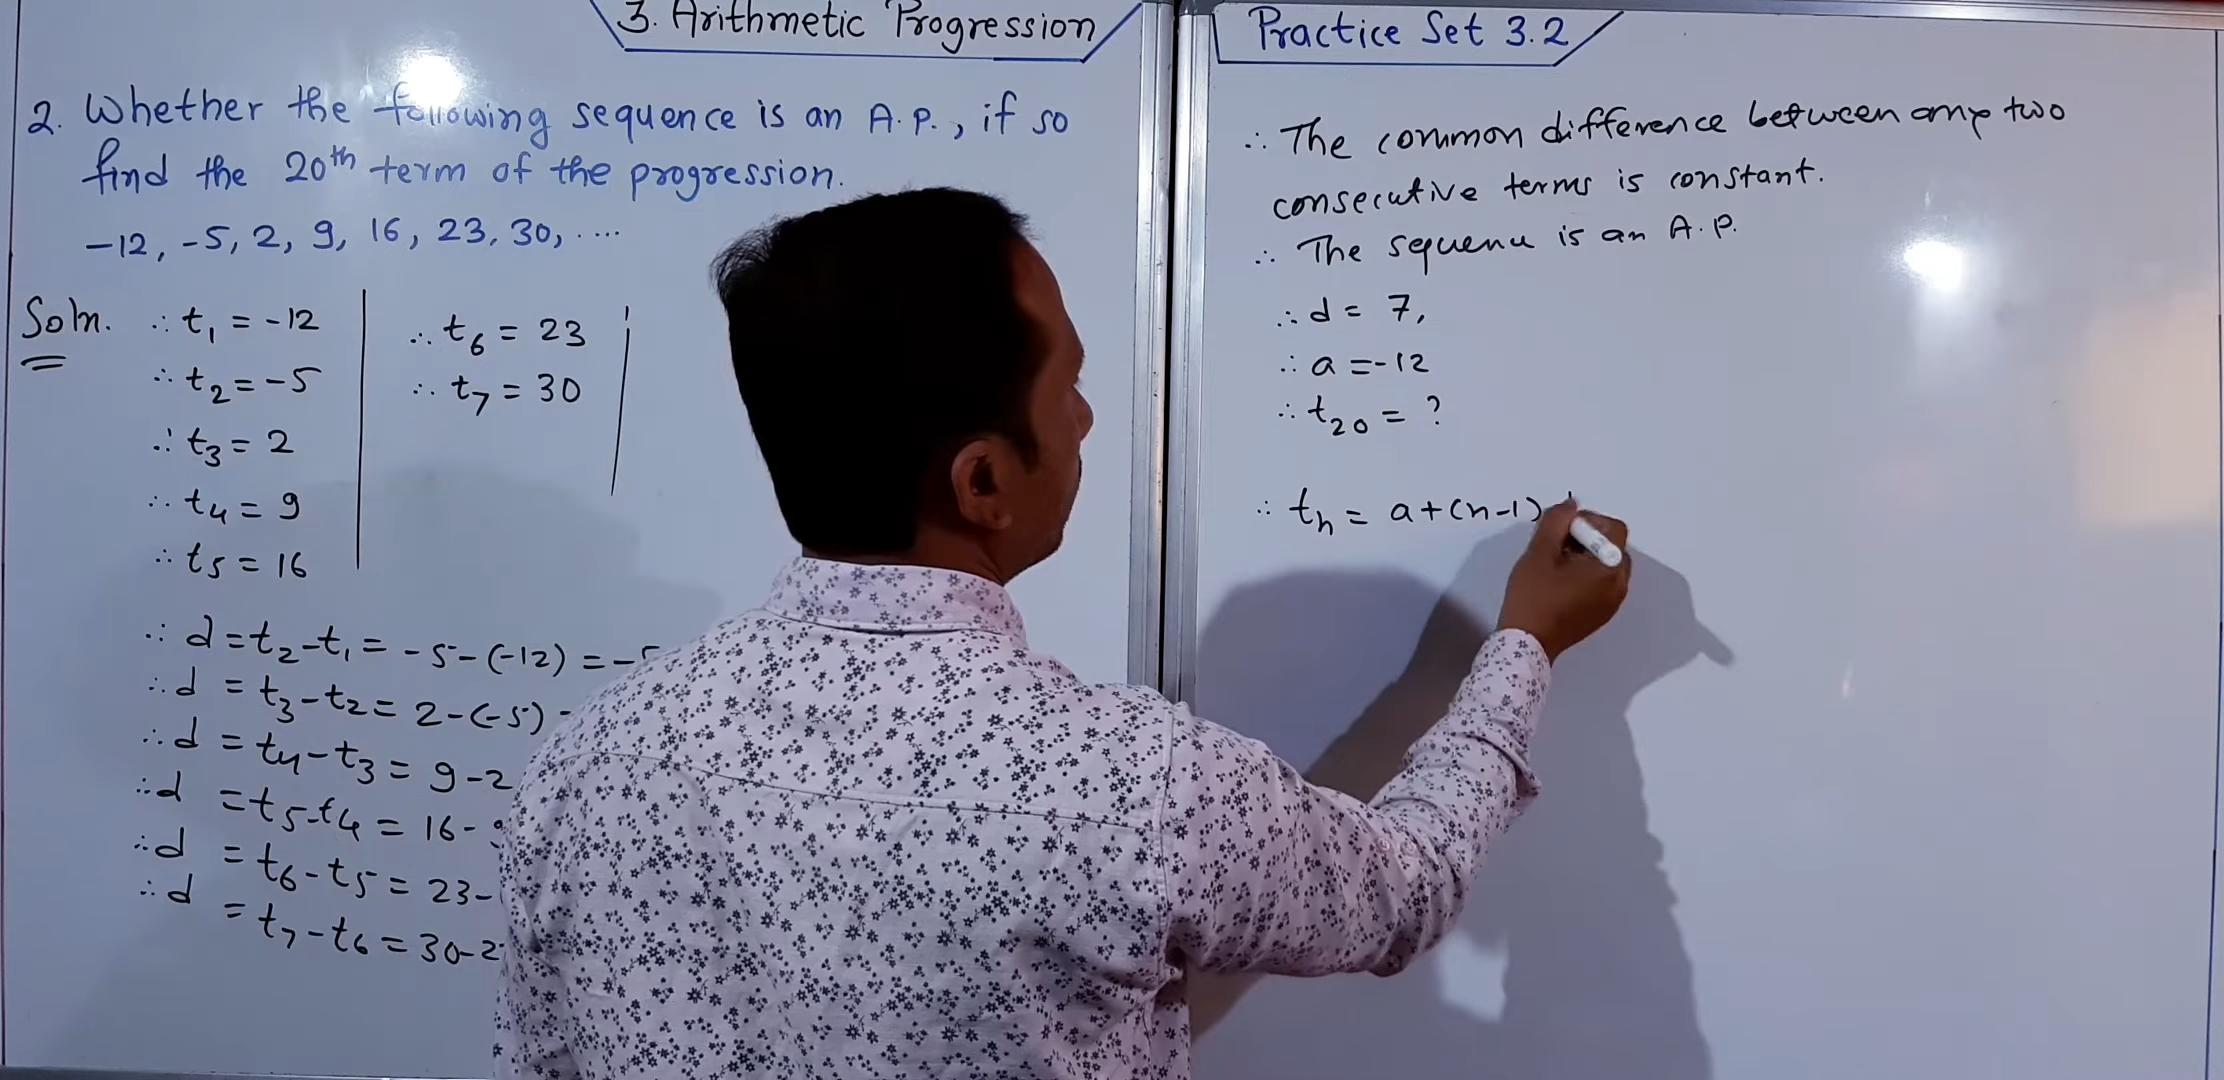 3. Arithmetic Progression
Practice Set 3.2
2. Whether the following sequence is an A.P., if so
find the 20th term of the progression.
-12, -5, 2, 9, 16, 23, 30, ....
Soln.
∴ t₁ = -12
∴ t₂ = -5
∴ t₃ = 2
∴ t₄ = 9
∴ t₅ = 16
∴ t₆ = 23
∴ t₇ = 30
∴ d = t₂ - t₁ = -5 - (-12) = -5
∴ d = t₃ - t₂ = 2 - (-5)
∴ d = t₄ - t₃ = 9 - 2
∴ d = t₅ - t₄ = 16 -
∴ d = t₆ - t₅ = 23 -
∴ d = t₇ - t₆ = 30 - 2
∴ The common difference between any two
consecutive terms is constant.
∴ The sequenu is an A.P.
∴ d = 7,
∴ a = -12
∴ t₂₀ = ?
∴ tₙ = a + (n-1)